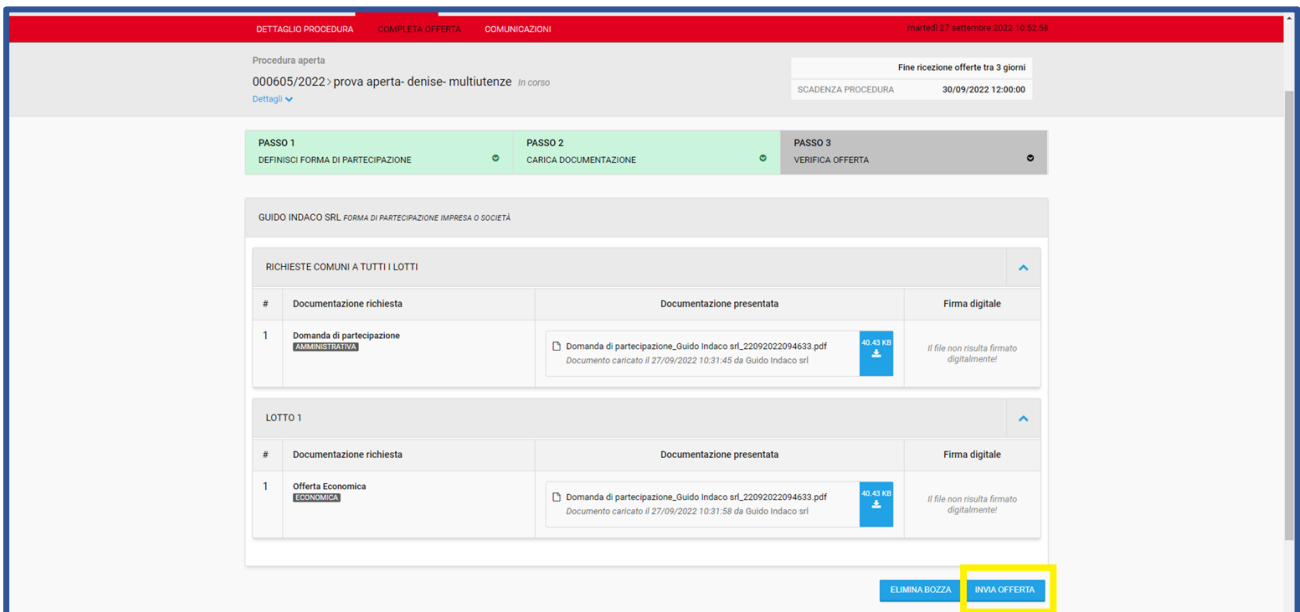 DETTAGLIO PROCEDURA COMPLETA OFFERTA COMUNICAZIONI martedì 27 settembre 2022 10:52:58
Procedura aperta
Fine ricezione offerte tra 3 giorni
000605/2022 > prova aperta- denise- multiutenze In corso
SCADENZA PROCEDURA 30/09/2022 12:00:00
Dettagli
PASSO 1 PASSO 2 PASSO 3
DEFINISCI FORMA DI PARTECIPAZIONE CARICA DOCUMENTAZIONE VERIFICA OFFERTA
GUIDO INDACO SRL FORMA DI PARTECIPAZIONE IMPRESA O SOCIETÀ
RICHIESTE COMUNI A TUTTI I LOTTI
# Documentazione richiesta Documentazione presentata Firma digitale
1 Domanda di partecipazione
AMMINISTRATIVA
Domanda di partecipazione_Guido Indaco srl_22092022094633.pdf 40.43 KB
Documento caricato il 27/09/2022 10:31:45 da Guido Indaco srl
Il file non risulta firmato
digitalmente!
LOTTO 1
# Documentazione richiesta Documentazione presentata Firma digitale
1 Offerta Economica
ECONOMICA
Domanda di partecipazione_Guido Indaco srl_22092022094633.pdf 40.43 KB
Documento caricato il 27/09/2022 10:31:58 da Guido Indaco srl
Il file non risulta firmato
digitalmente!
ELIMINA BOZZA INVIA OFFERTA